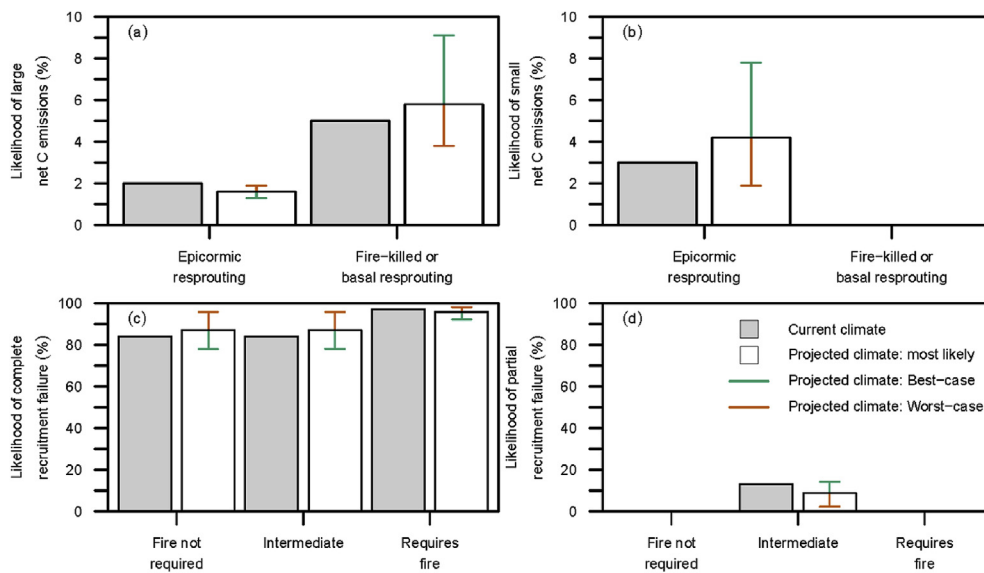 (a)
Likelihood of large
net C emissions (%)
10
8
6
4
2
0
Epicormic
resprouting
Fire−killed or
basal resprouting
(b)
Likelihood of small
net C emissions (%)
10
8
6
4
2
0
Epicormic
resprouting
Fire−killed or
basal resprouting
(c)
Likelihood of complete
recruitment failure (%)
100
80
60
40
20
0
Fire not
required
Intermediate
Requires
fire
(d)
Likelihood of partial
recruitment failure (%)
100
80
60
40
20
0
Current climate
Projected climate: most likely
Projected climate: Best−case
Projected climate: Worst−case
Fire not
required
Intermediate
Requires
fire